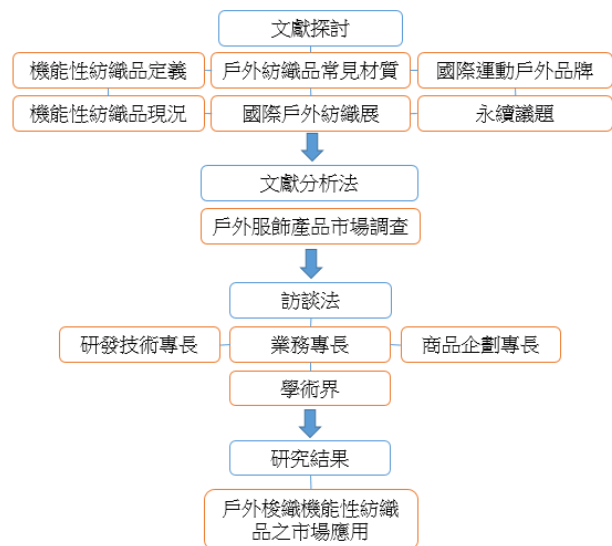 文獻探討
機能性紡織品定義
戶外紡織品常見材質
國際運動戶外品牌
機能性紡織品現況
國際戶外紡織展
永續議題
文獻分析法
戶外服飾產品市場調查
訪談法
研發技術專長
業務專長
商品企劃專長
學術界
研究結果
戶外梭織機能性紡織
品之市場應用